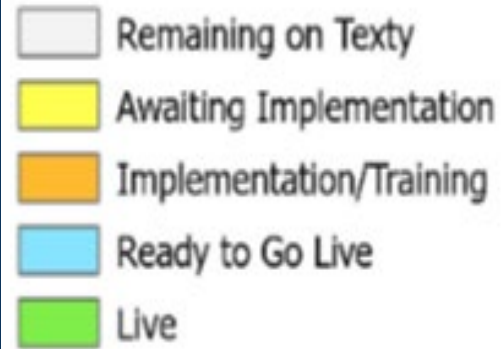 Remaining on Texty
Awaiting Implementation
Implementation/Training
Ready to Go Live
Live